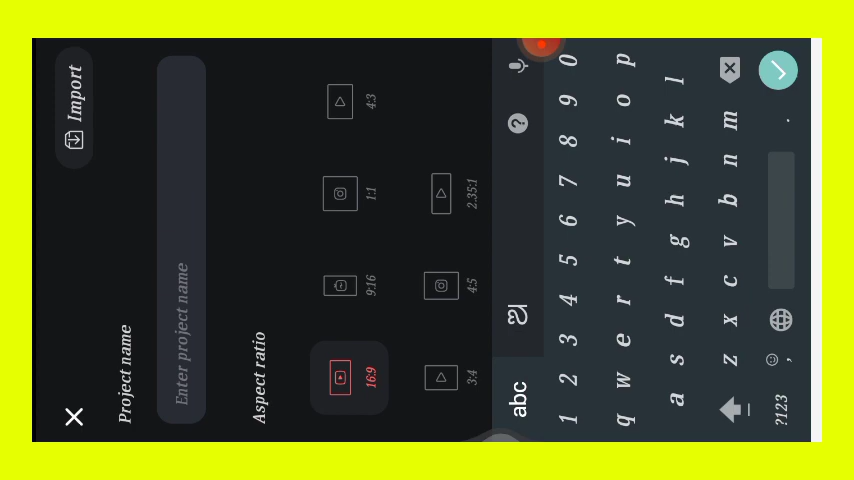 Import
Project name
Enter project name
Aspect ratio
16:9
9:16
1:1
4:3
3:4
4:5
2.35:1
abc
1 2 3 4 5 6 7 8 9 0
q w e r t y u i o p
a s d f g h j k l
z x c v b n m
?123 , .